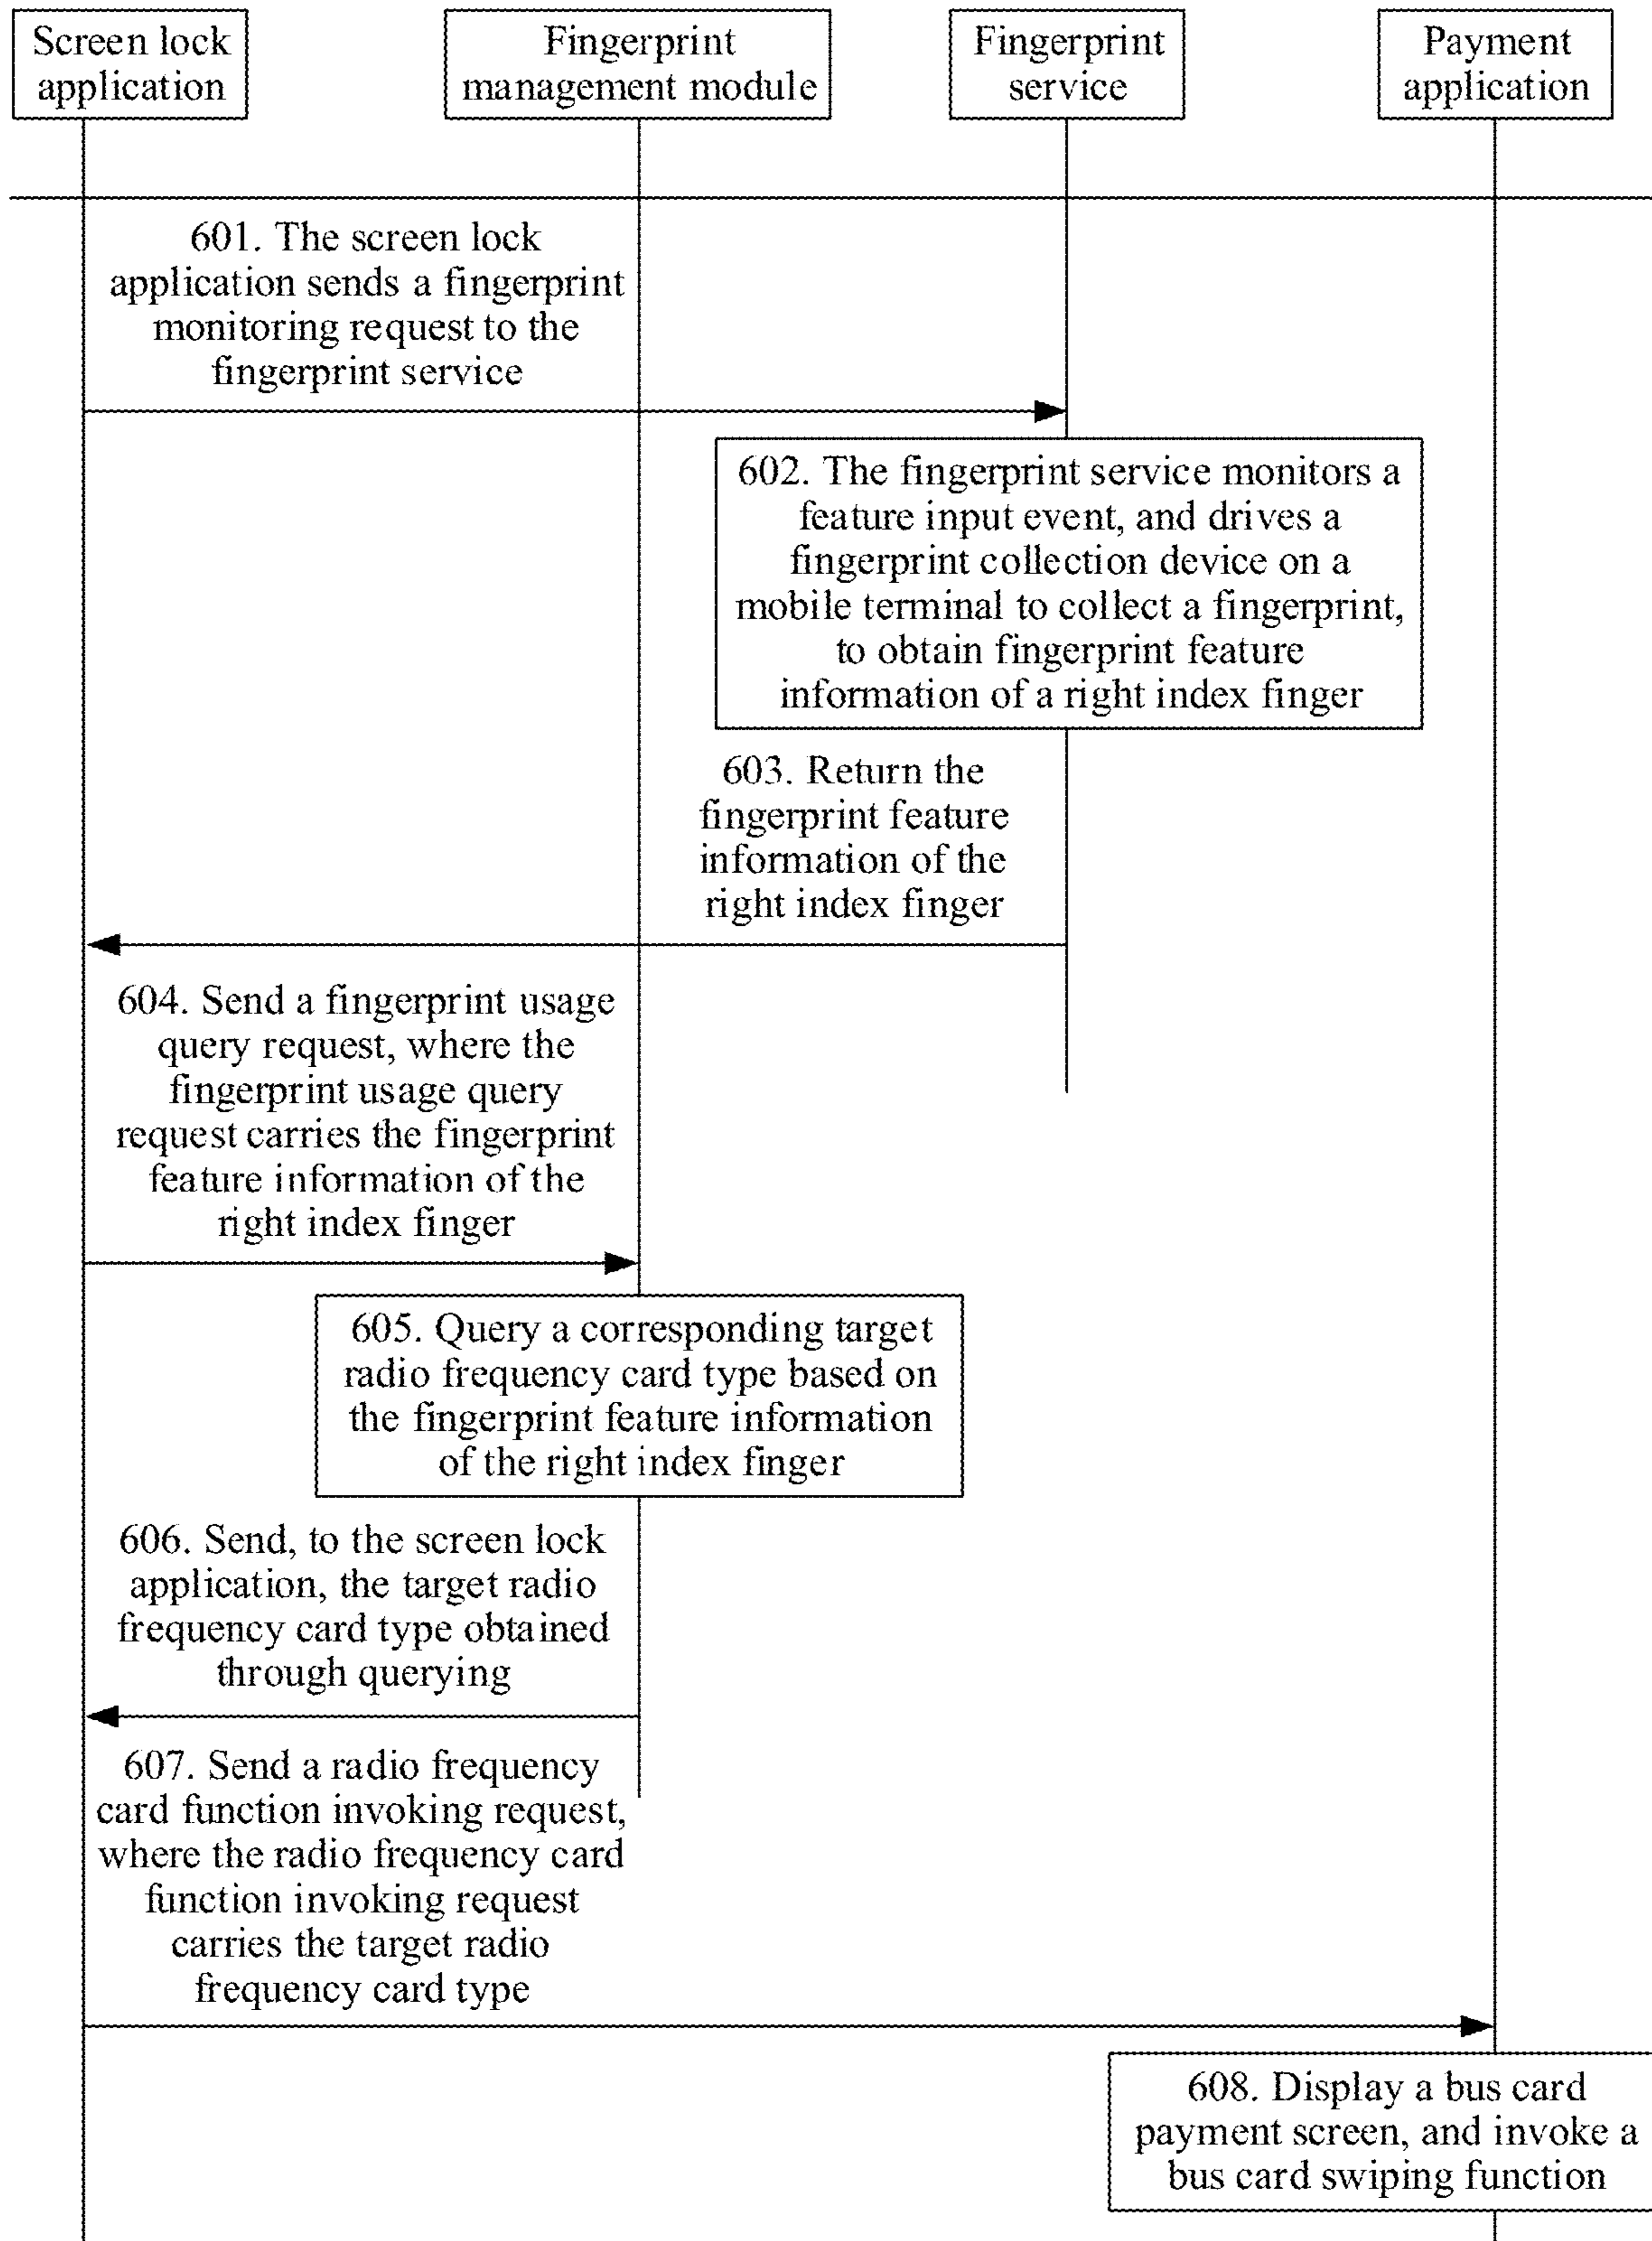 Screen lock
application
Fingerprint
management module
Fingerprint
service
Payment
application
601. The screen lock
application sends a fingerprint
monitoring request to the
fingerprint service
602. The fingerprint service monitors a
feature input event, and drives a
fingerprint collection device on a
mobile terminal to collect a fingerprint,
to obtain fingerprint feature
information of a right index finger
603. Return the
fingerprint feature
information of the
right index finger
604. Send a fingerprint usage
query request, where the
fingerprint usage query
request carries the fingerprint
feature information of the
right index finger
605. Query a corresponding target
radio frequency card type based on
the fingerprint feature information
of the right index finger
606. Send, to the screen lock
application, the target radio
frequency card type obtained
through querying
607. Send a radio frequency
card function invoking request,
where the radio frequency card
function invoking request
carries the target radio
frequency card type
608. Display a bus card
payment screen, and invoke a
bus card swiping function